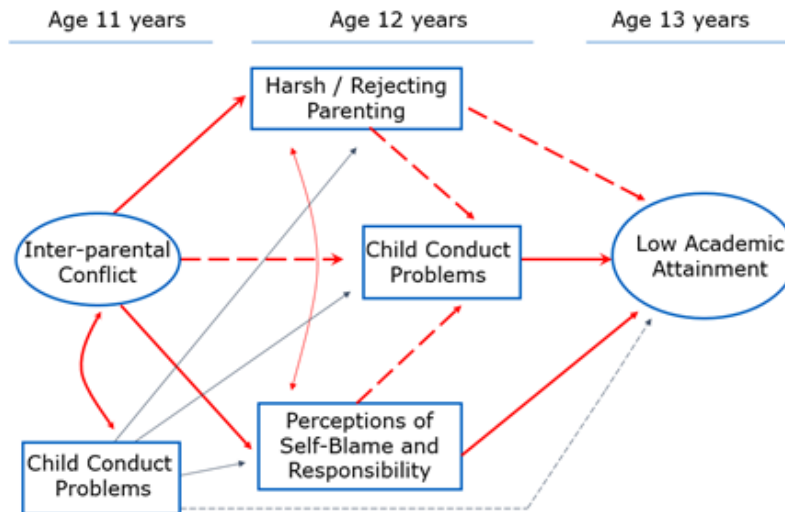 Age 11 years
Age 12 years
Age 13 years
Harsh / Rejecting
Parenting
Inter-parental
Conflict
Child Conduct
Problems
Low Academic
Attainment
Child Conduct
Problems
Perceptions of
Self-Blame and
Responsibility